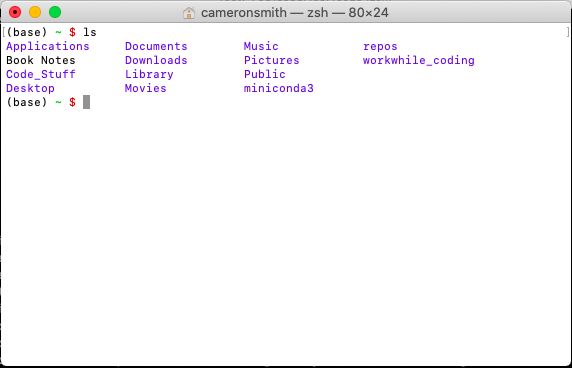 cameronsmith — zsh — 80×24
(base) ~ $ ls
Applications Documents Music repos
Book Notes Downloads Pictures workwhile_coding
Code_Stuff Library Public
Desktop Movies miniconda3
(base) ~ $